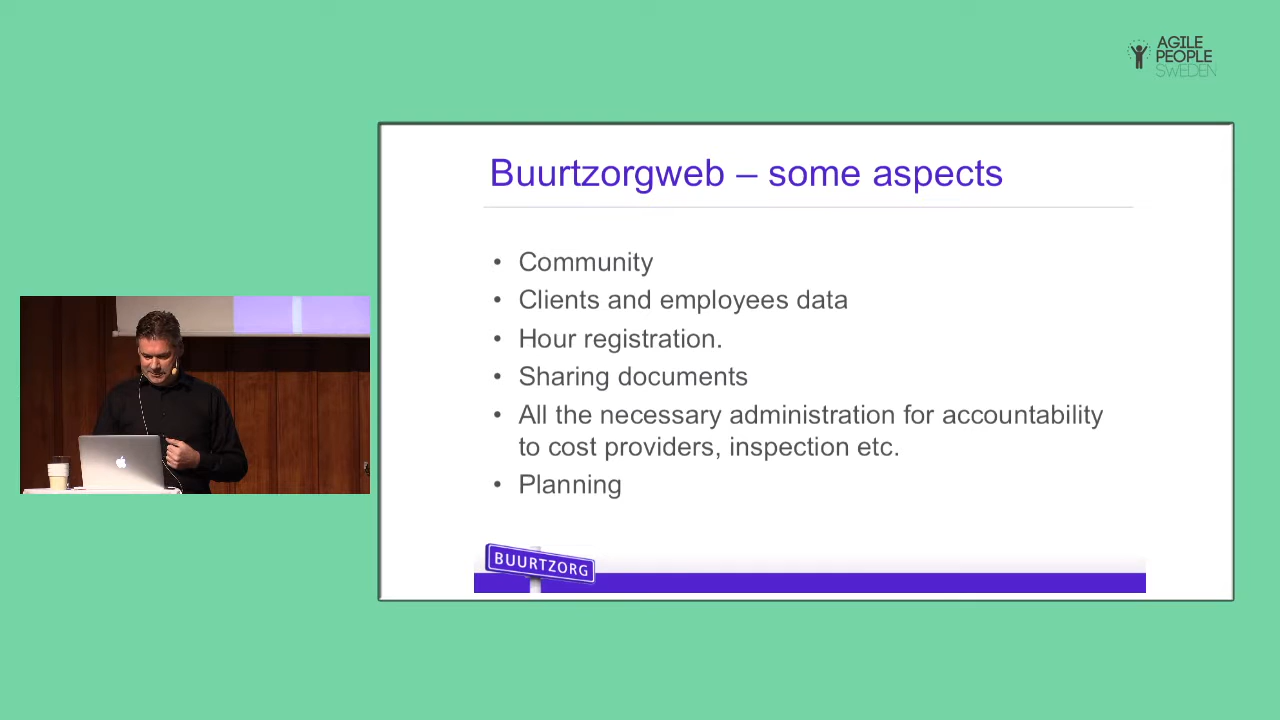 AGILE
PEOPLE
SWEDEN
Buurtzorgweb – some aspects
• Community
• Clients and employees data
• Hour registration.
• Sharing documents
• All the necessary administration for accountability
to cost providers, inspection etc.
• Planning
BUURTZORG